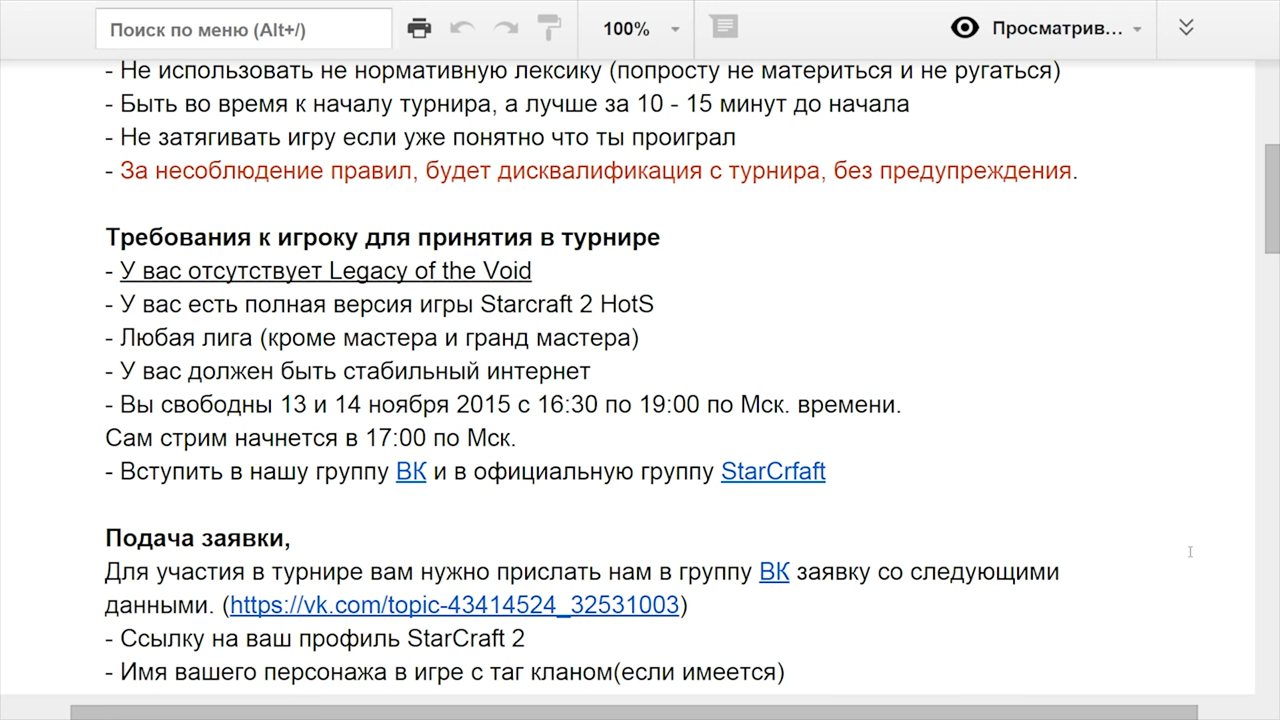 Поиск по меню (Alt+/)
100%
Просматрив...
- Не использовать не нормативную лексику (попросту не материться и не ругаться)
- Быть во время к началу турнира, а лучше за 10 - 15 минут до начала
- Не затягивать игру если уже понятно что ты проиграл
- За несоблюдение правил, будет дисквалификация с турнира, без предупреждения.
Требования к игроку для принятия в турнире
- У вас отсутствует Legacy of the Void
- У вас есть полная версия игры Starcraft 2 HotS
- Любая лига (кроме мастера и гранд мастера)
- У вас должен быть стабильный интернет
- Вы свободны 13 и 14 ноября 2015 с 16:30 по 19:00 по Мск. времени.
Сам стрим начнется в 17:00 по Мск.
- Вступить в нашу группу ВК и в официальную группу StarCrfaft
Подача заявки,
Для участия в турнире вам нужно прислать нам в группу ВК заявку со следующими
данными. (https://vk.com/topic-43414524_32531003)
- Ссылку на ваш профиль StarCraft 2
- Имя вашего персонажа в игре с таг кланом(если имеется)